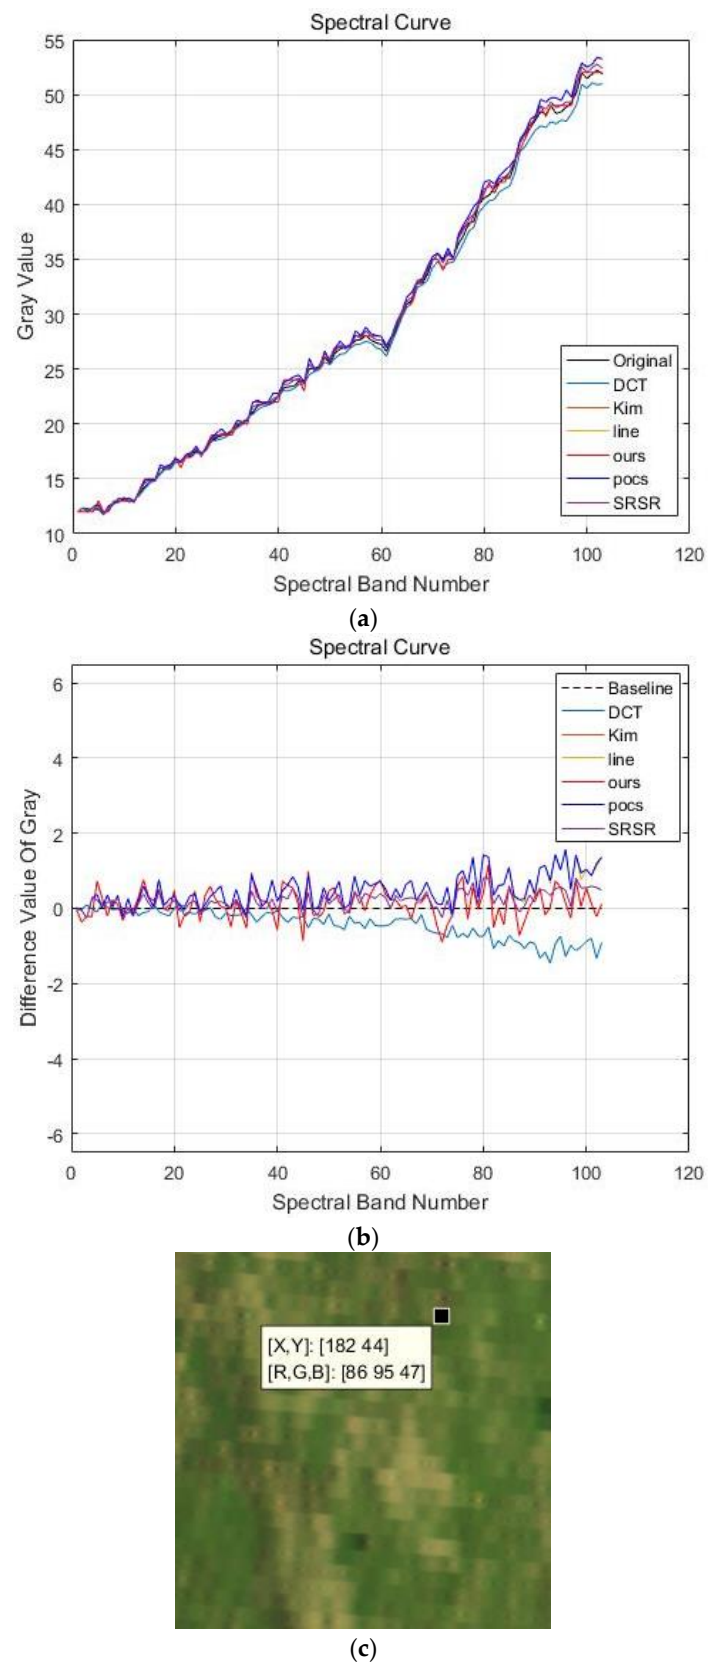 Spectral Curve
55
50
45
40
35
30
25
20
15
10
Gray Value
Original
DCT
Kim
line
ours
pocs
SRSR
0 20 40 60 80 100 120
Spectral Band Number
(a)
Spectral Curve
6
4
2
0
-2
-4
-6
Difference Value Of Gray
Baseline
DCT
Kim
line
ours
pocs
SRSR
0 20 40 60 80 100 120
Spectral Band Number
(b)
[X,Y]: [182 44]
[R,G,B]: [86 95 47]
(c)